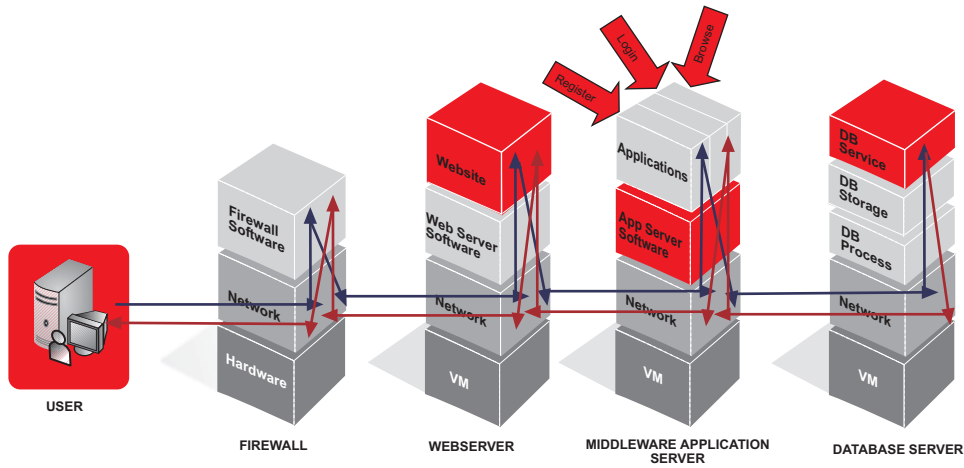 Register
Login
Browse
Firewall
Software
Network
Hardware
Website
Web Server
Software
Network
VM
Applications
App Server
Software
Network
VM
DB
Service
DB
Storage
DB
Process
Network
VM
USER
FIREWALL
WEBSERVER
MIDDLEWARE APPLICATION
SERVER
DATABASE SERVER